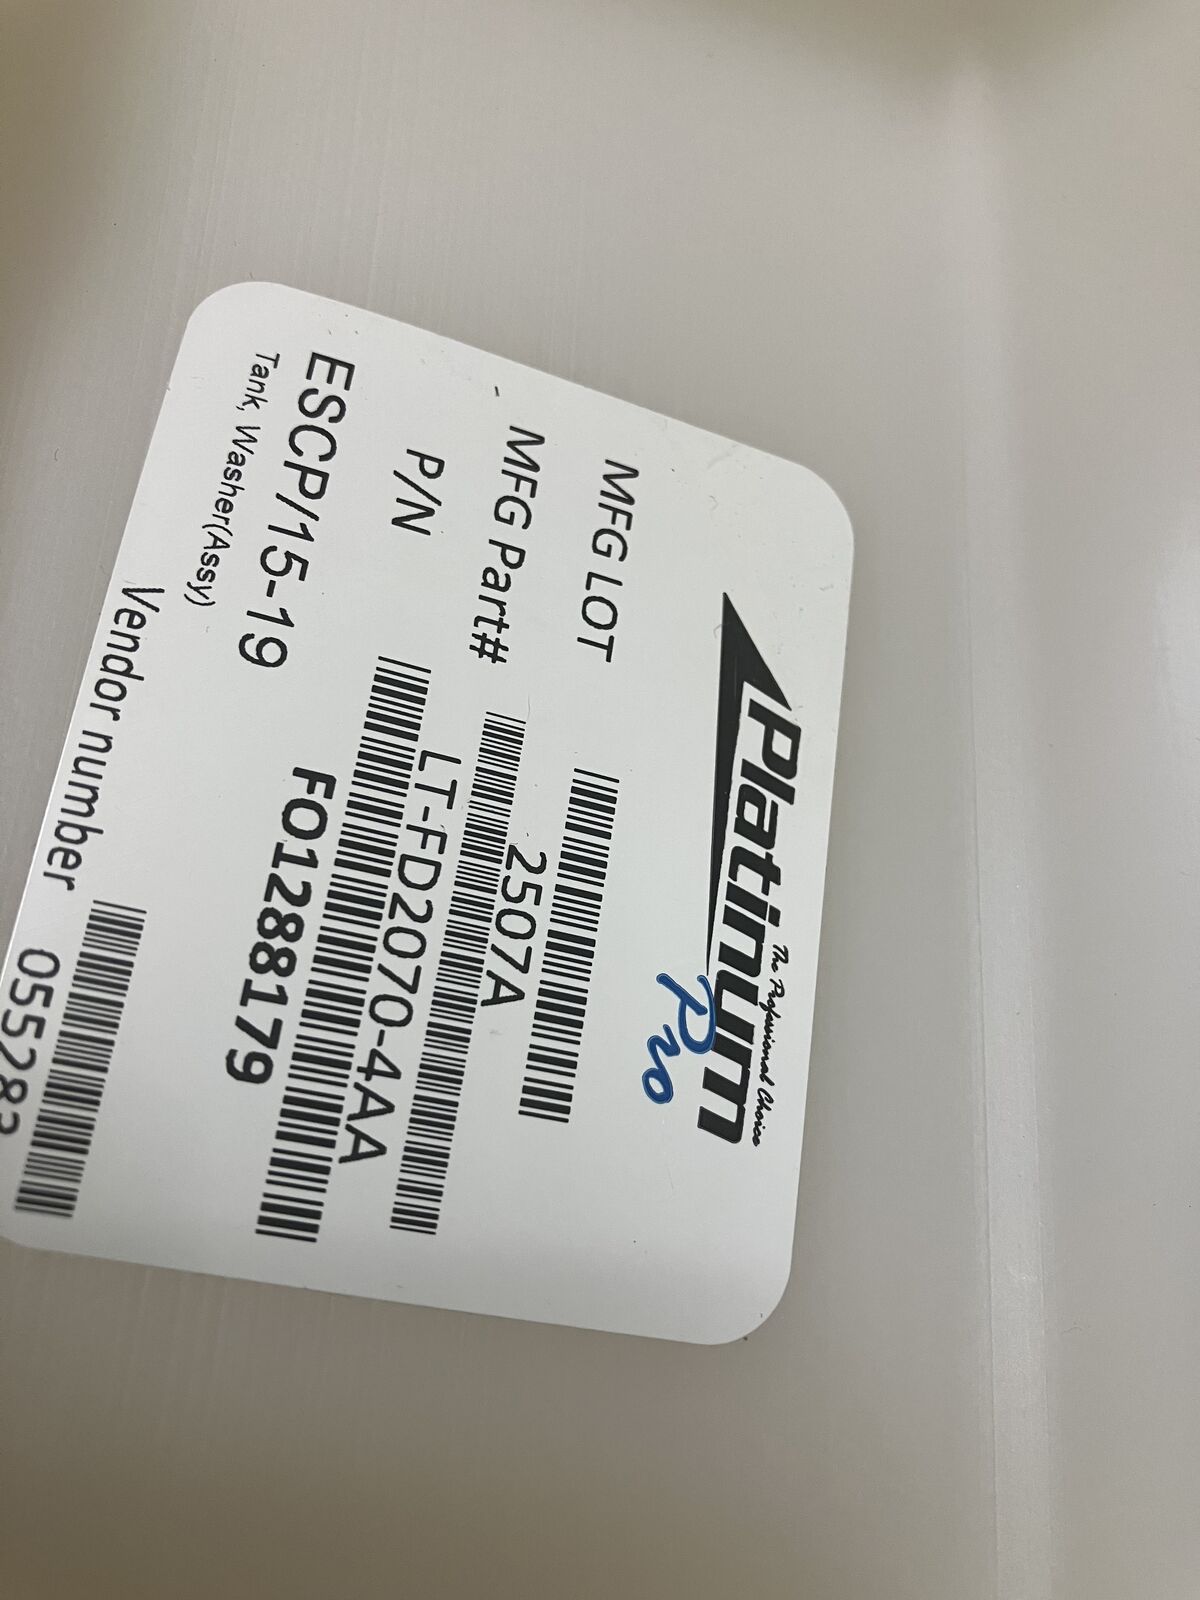 Platinum
The Professional Choice
Pro
MFG LOT
2507A
MFG Part#
LT-FD2070-4AA
P/N
FO1288179
ESCP/15-19
Tank, Washer(Assy)
Vendor number